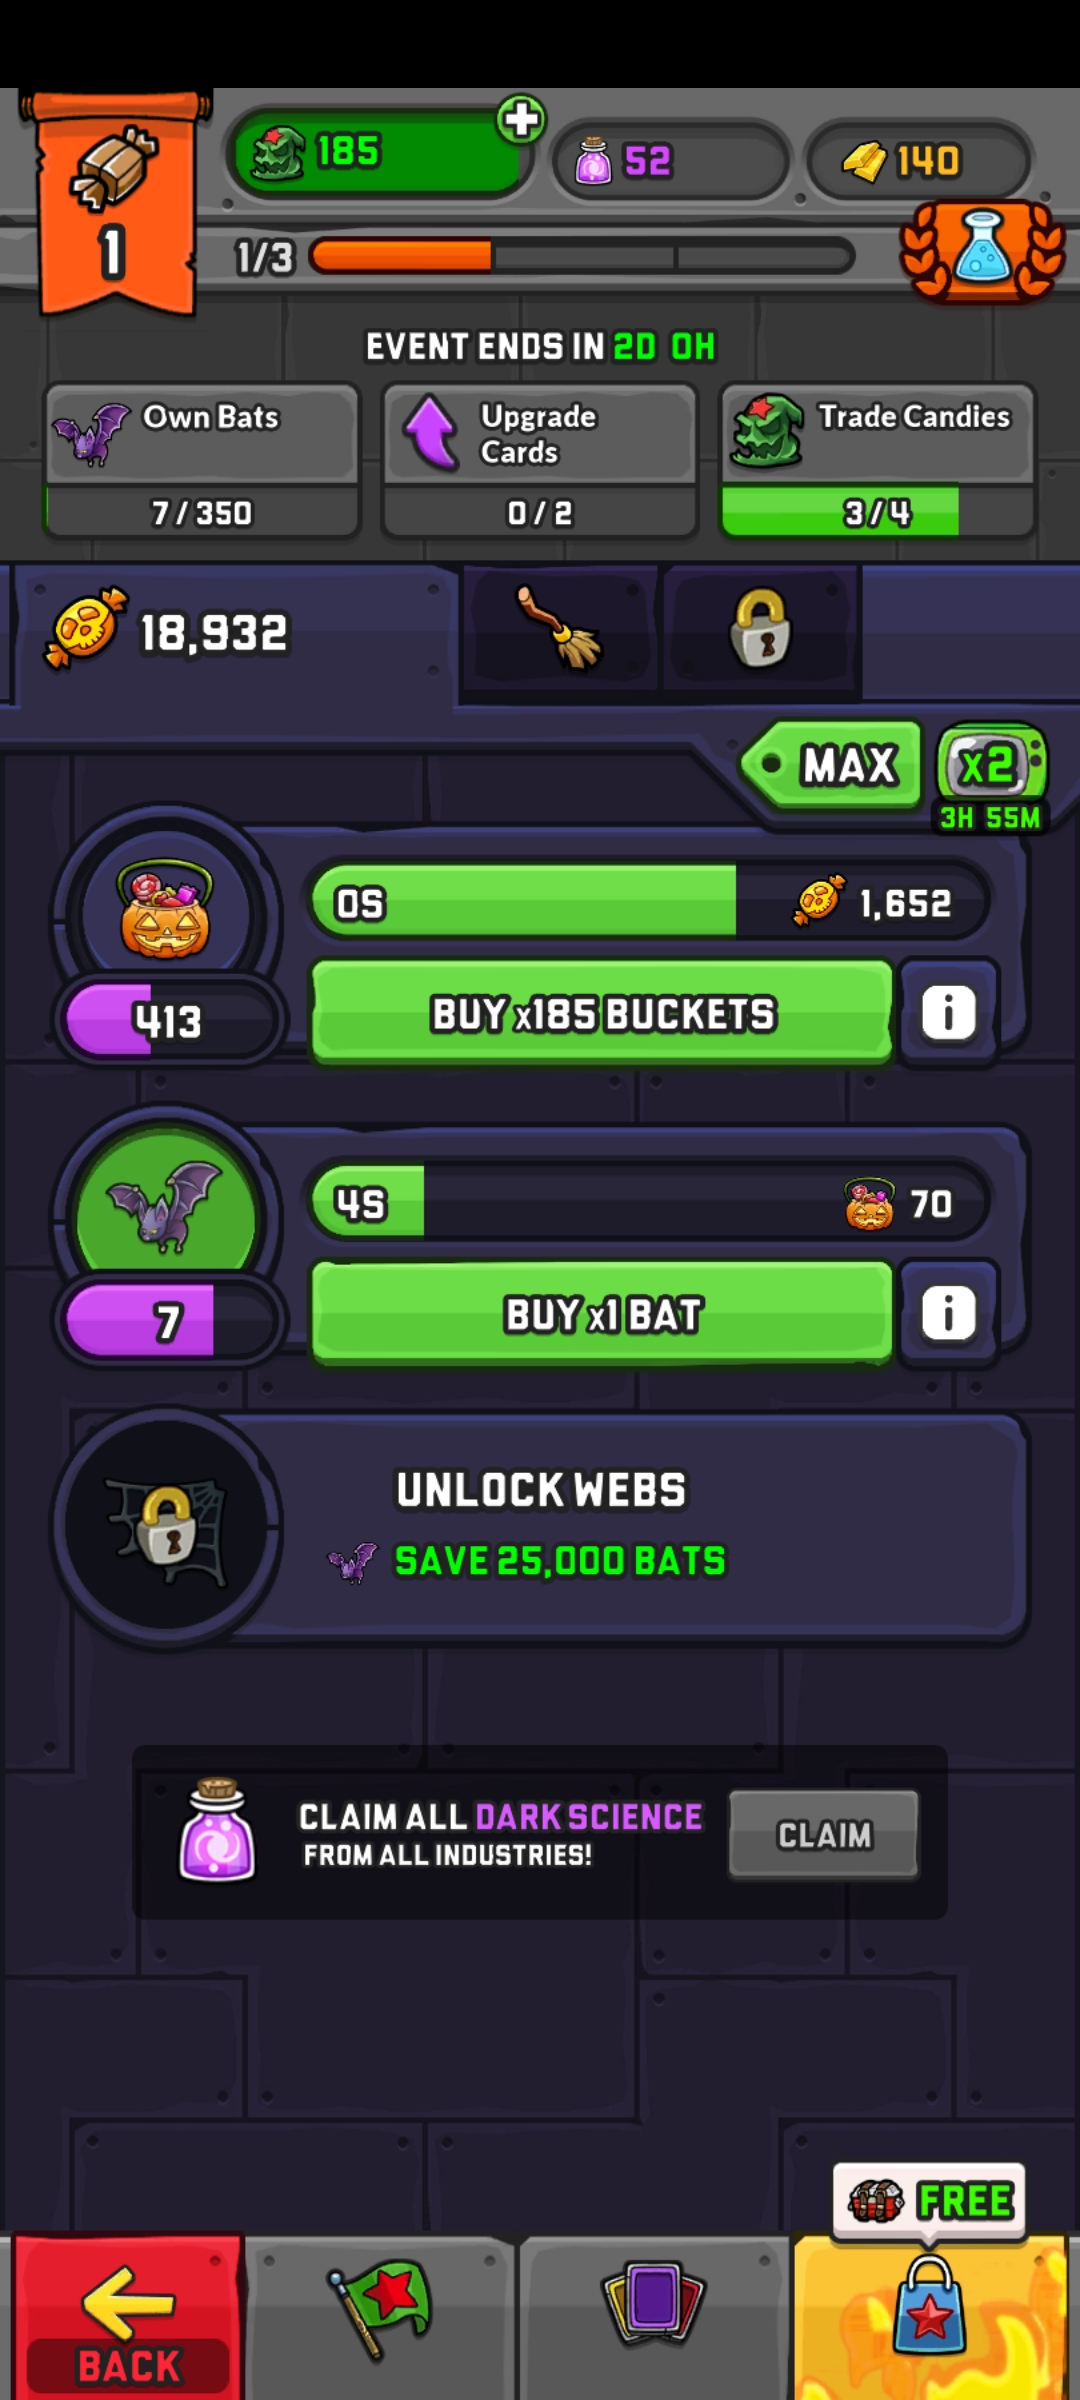 185
52
140
1
1/3
EVENT ENDS IN 2D 0H
Own Bats
7 / 350
Upgrade
Cards
0 / 2
Trade Candies
3 / 4
18,932
MAX
x2
3H 55M
0S
1,652
413
BUY x185 BUCKETS
i
4S
70
7
BUY x1 BAT
i
UNLOCK WEBS
SAVE 25,000 BATS
CLAIM ALL DARK SCIENCE
FROM ALL INDUSTRIES!
CLAIM
FREE
BACK